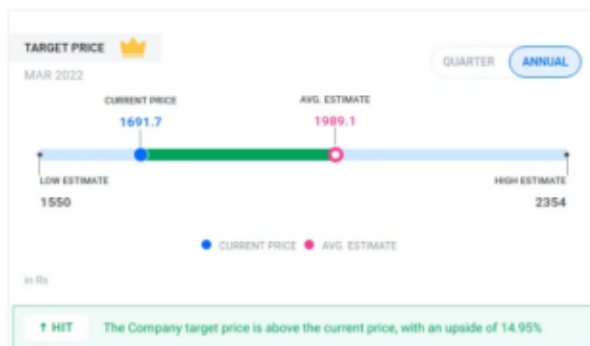 TARGET PRICE
MAR 2022
QUARTER ANNUAL
CURRENT PRICE AVG. ESTIMATE
1691.7 1989.1
LOW ESTIMATE HIGH ESTIMATE
1550 2354
CURRENT PRICE AVG. ESTIMATE
In Rs
↑ HIT The Company target price is above the current price, with an upside of 14.95%